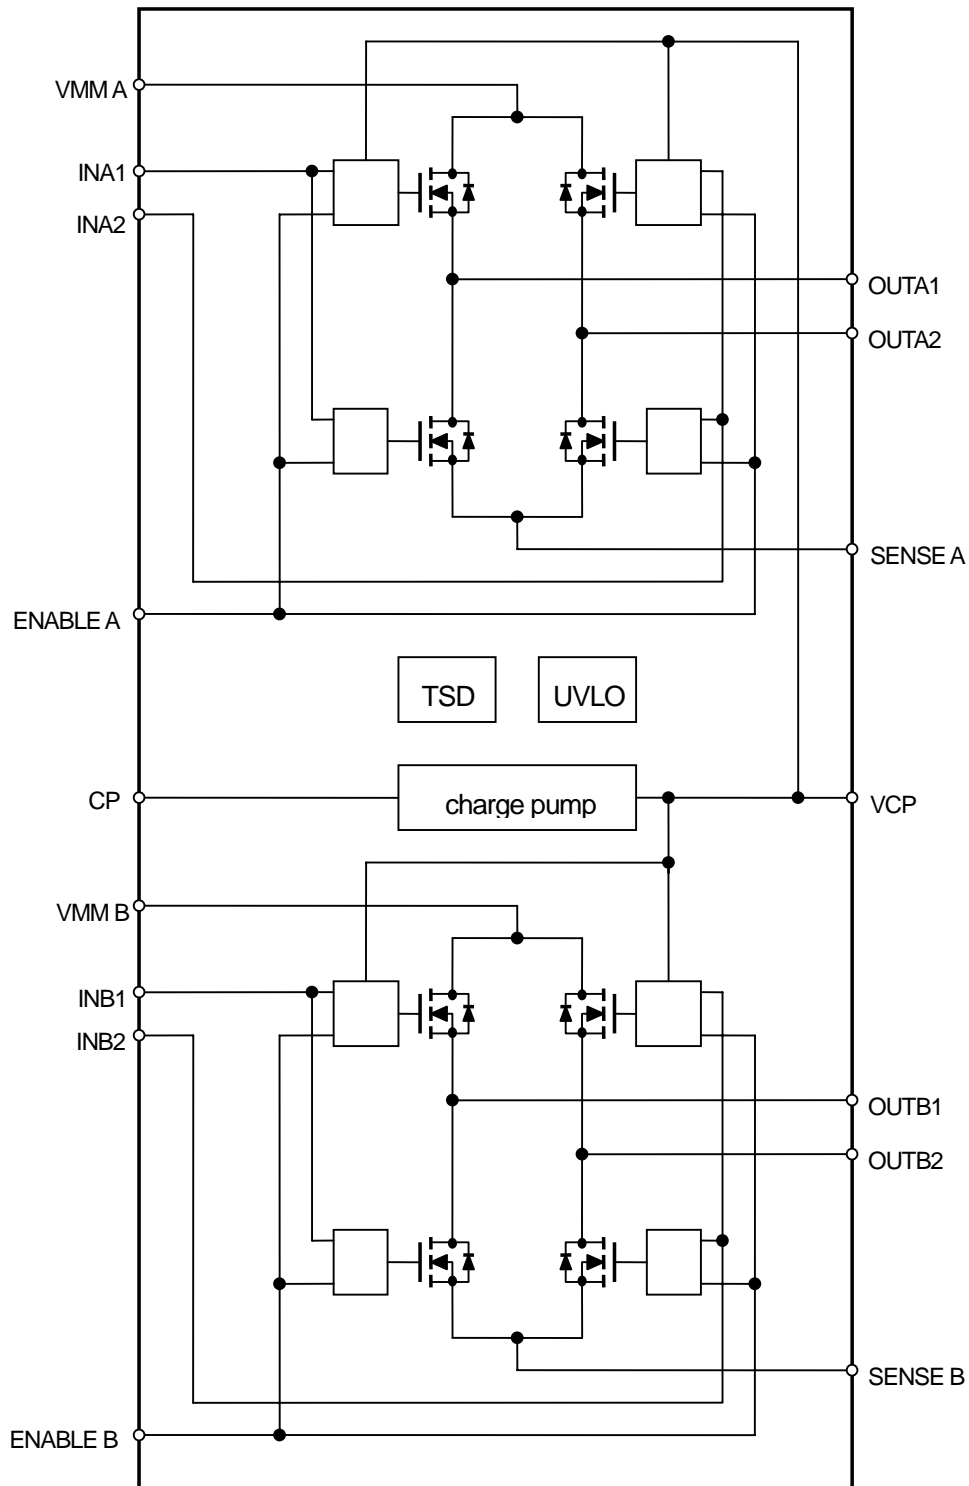 VMM A
INA1
INA2
OUTA1
OUTA2
SENSE A
ENABLE A
TSD
UVLO
CP
charge pump
VCP
VMM B
INB1
INB2
OUTB1
OUTB2
SENSE B
ENABLE B